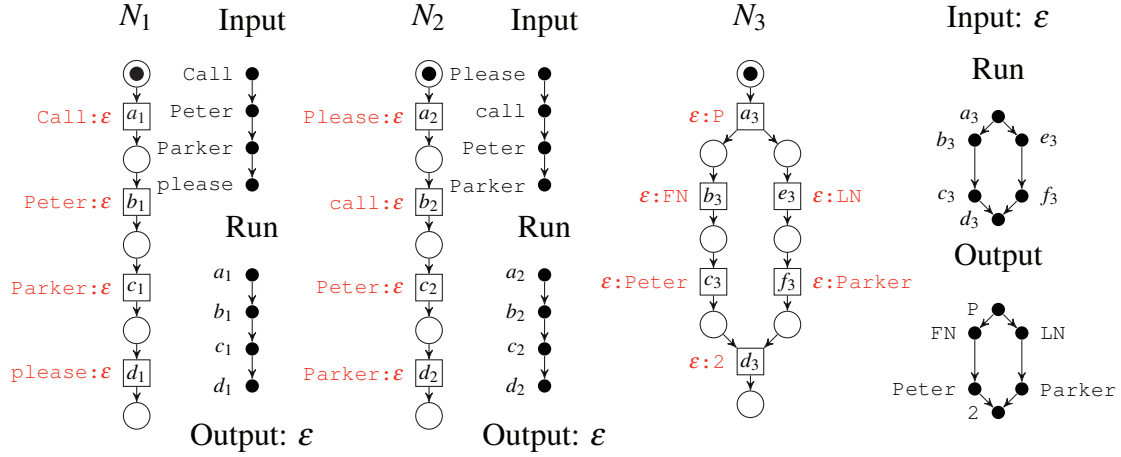 N1 Input
Call:ε a1
Peter:ε b1
Parker:ε c1
please:ε d1
Call
Peter
Parker
please
Run
a1
b1
c1
d1
Output: ε
N2 Input
Please:ε a2
call:ε b2
Peter:ε c2
Parker:ε d2
Please
call
Peter
Parker
Run
a2
b2
c2
d2
Output: ε
N3
ε:P a3
ε:FN b3 e3 ε:LN
ε:Peter c3 f3 ε:Parker
ε:2 d3
Input: ε
Run
a3
b3 e3
c3 f3
d3
Output
P
FN LN
Peter Parker
2